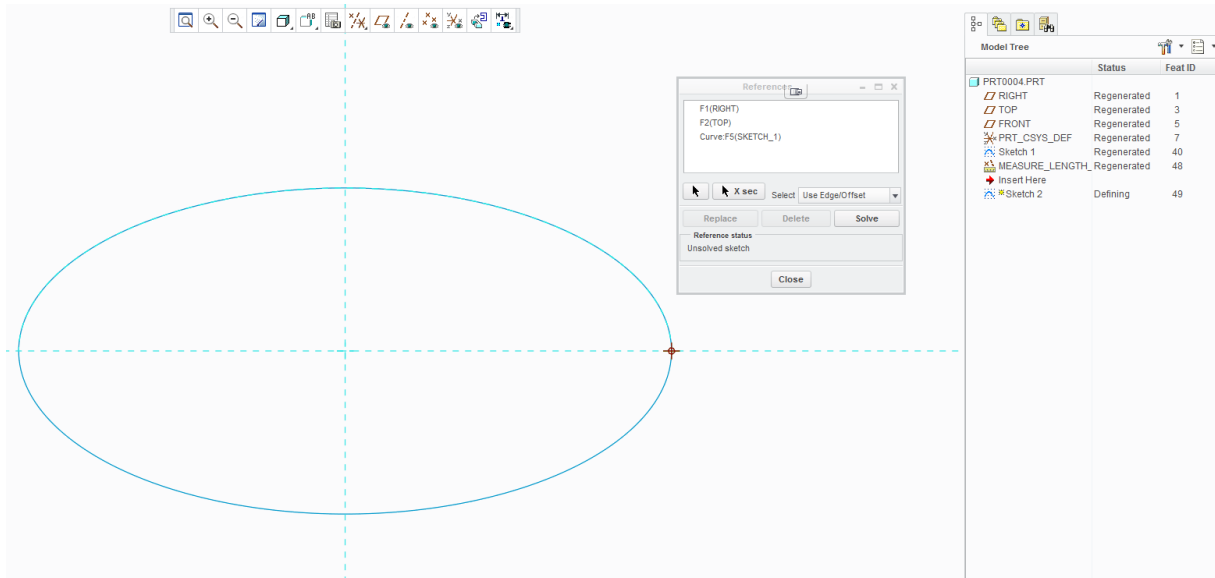 References
F1(RIGHT)
F2(TOP)
Curve:F5(SKETCH_1)
X sec
Select Use Edge/Offset
Replace Delete Solve
Reference status
Unsolved sketch
Close
Model Tree
Status Feat ID
PRT0004.PRT
RIGHT Regenerated 1
TOP Regenerated 3
FRONT Regenerated 5
PRT_CSYS_DEF Regenerated 7
Sketch 1 Regenerated 40
MEASURE_LENGTH_ Regenerated 48
Insert Here
Sketch 2 Defining 49